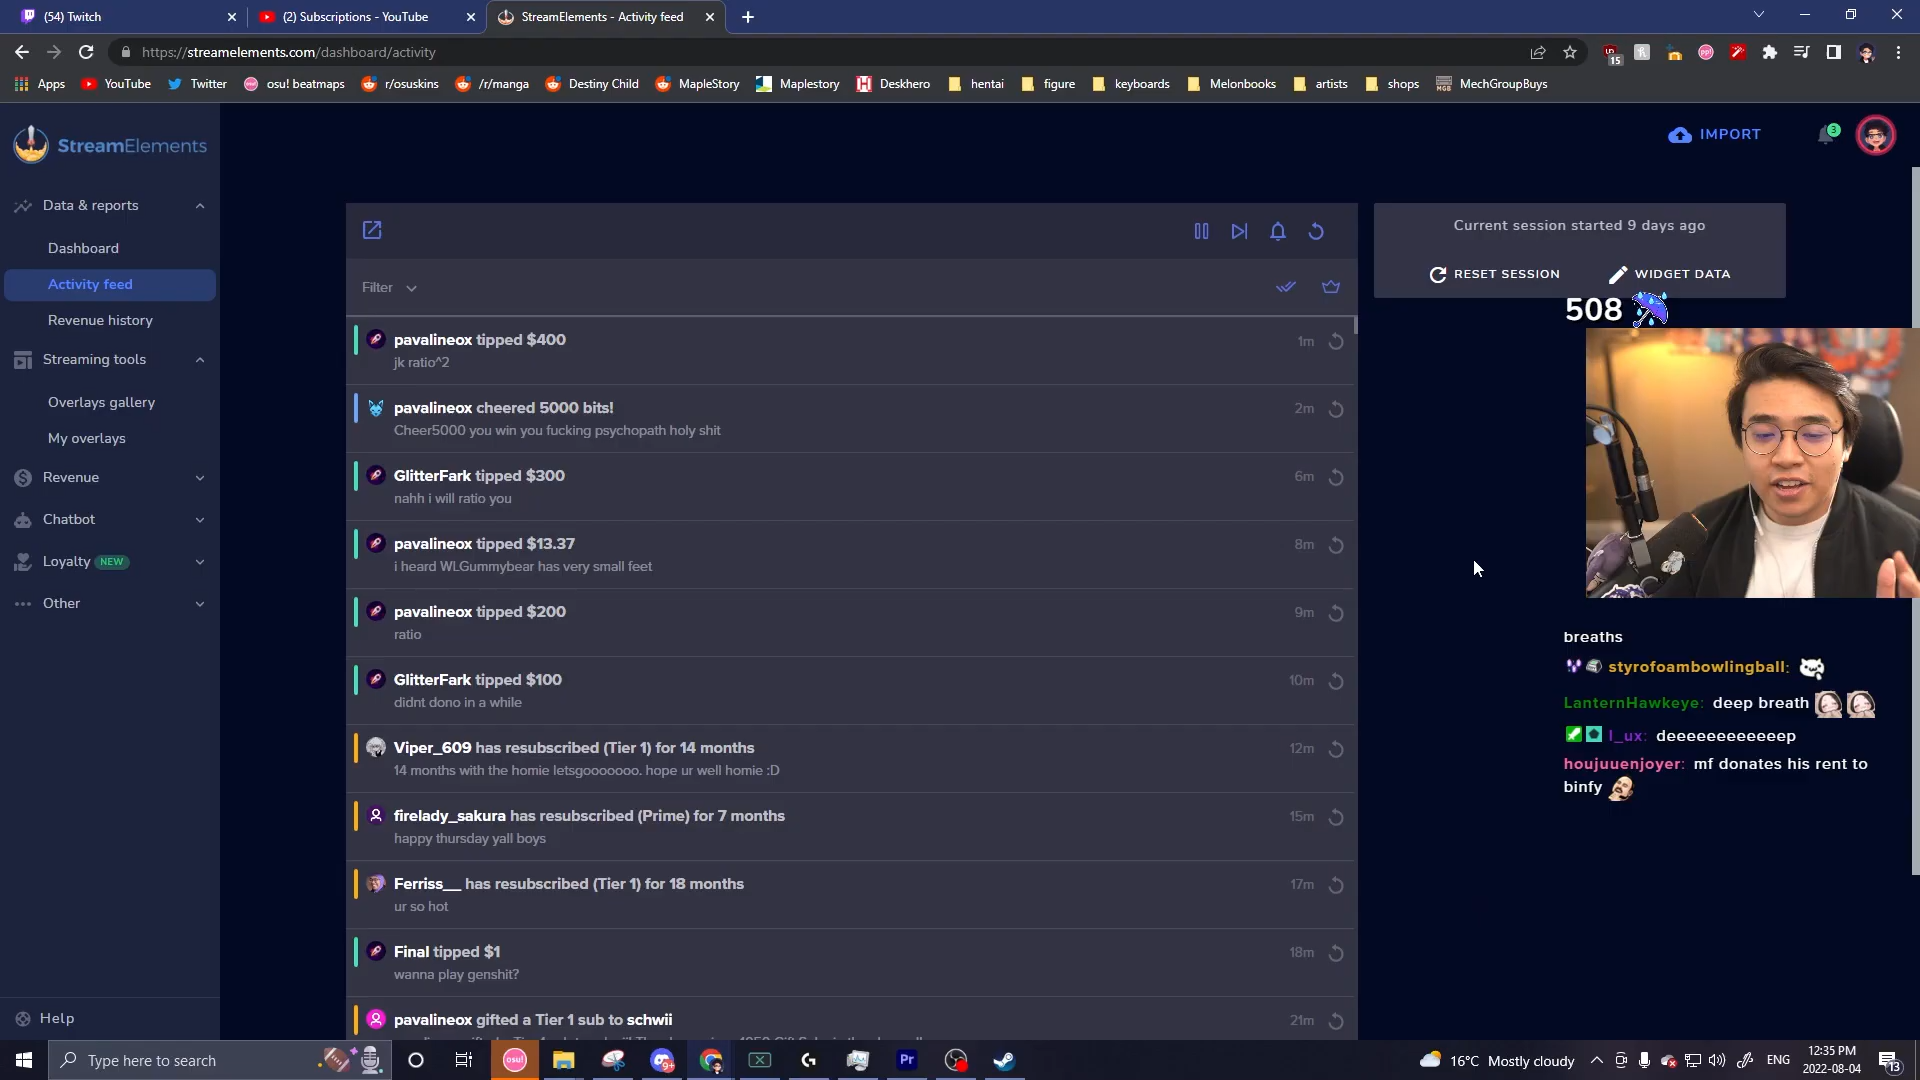 (54) Twitch
(2) Subscriptions - YouTube
StreamElements - Activity feed
https://streamelements.com/dashboard/activity
15
Apps
YouTube
Twitter
osu! beatmaps
r/osuskins
/r/manga
Destiny Child
MapleStory
Maplestory
Deskhero
hentai
figure
keyboards
Melonbooks
artists
shops
MechGroupBuys
StreamElements
IMPORT
3
Data & reports
Dashboard
Activity feed
Revenue history
Streaming tools
Overlays gallery
My overlays
Revenue
Chatbot
Loyalty NEW
Other
Help
Current session started 9 days ago
RESET SESSION
WIDGET DATA
508
Filter
pavalineox tipped $400
1m
jk ratio^2
pavalineox cheered 5000 bits!
2m
Cheer5000 you win you fucking psychopath holy shit
GlitterFark tipped $300
6m
nahh i will ratio you
pavalineox tipped $13.37
8m
i heard WLGummybear has very small feet
pavalineox tipped $200
9m
ratio
GlitterFark tipped $100
10m
didnt dono in a while
Viper_609 has resubscribed (Tier 1) for 14 months
12m
14 months with the homie letsgooooooo. hope ur well homie :D
firelady_sakura has resubscribed (Prime) for 7 months
15m
happy thursday yall boys
Ferriss__ has resubscribed (Tier 1) for 18 months
17m
ur so hot
Final tipped $1
18m
wanna play genshit?
pavalineox gifted a Tier 1 sub to schwii
21m
breaths
styrofoambowlingball:
LanternHawkeye: deep breath
l_ux: deeeeeeeeeeeep
houjuuenjoyer: mf donates his rent to
binfy
Type here to search
osu!
9+
Pr
16°C Mostly cloudy
ENG
12:35 PM
2022-08-04
13